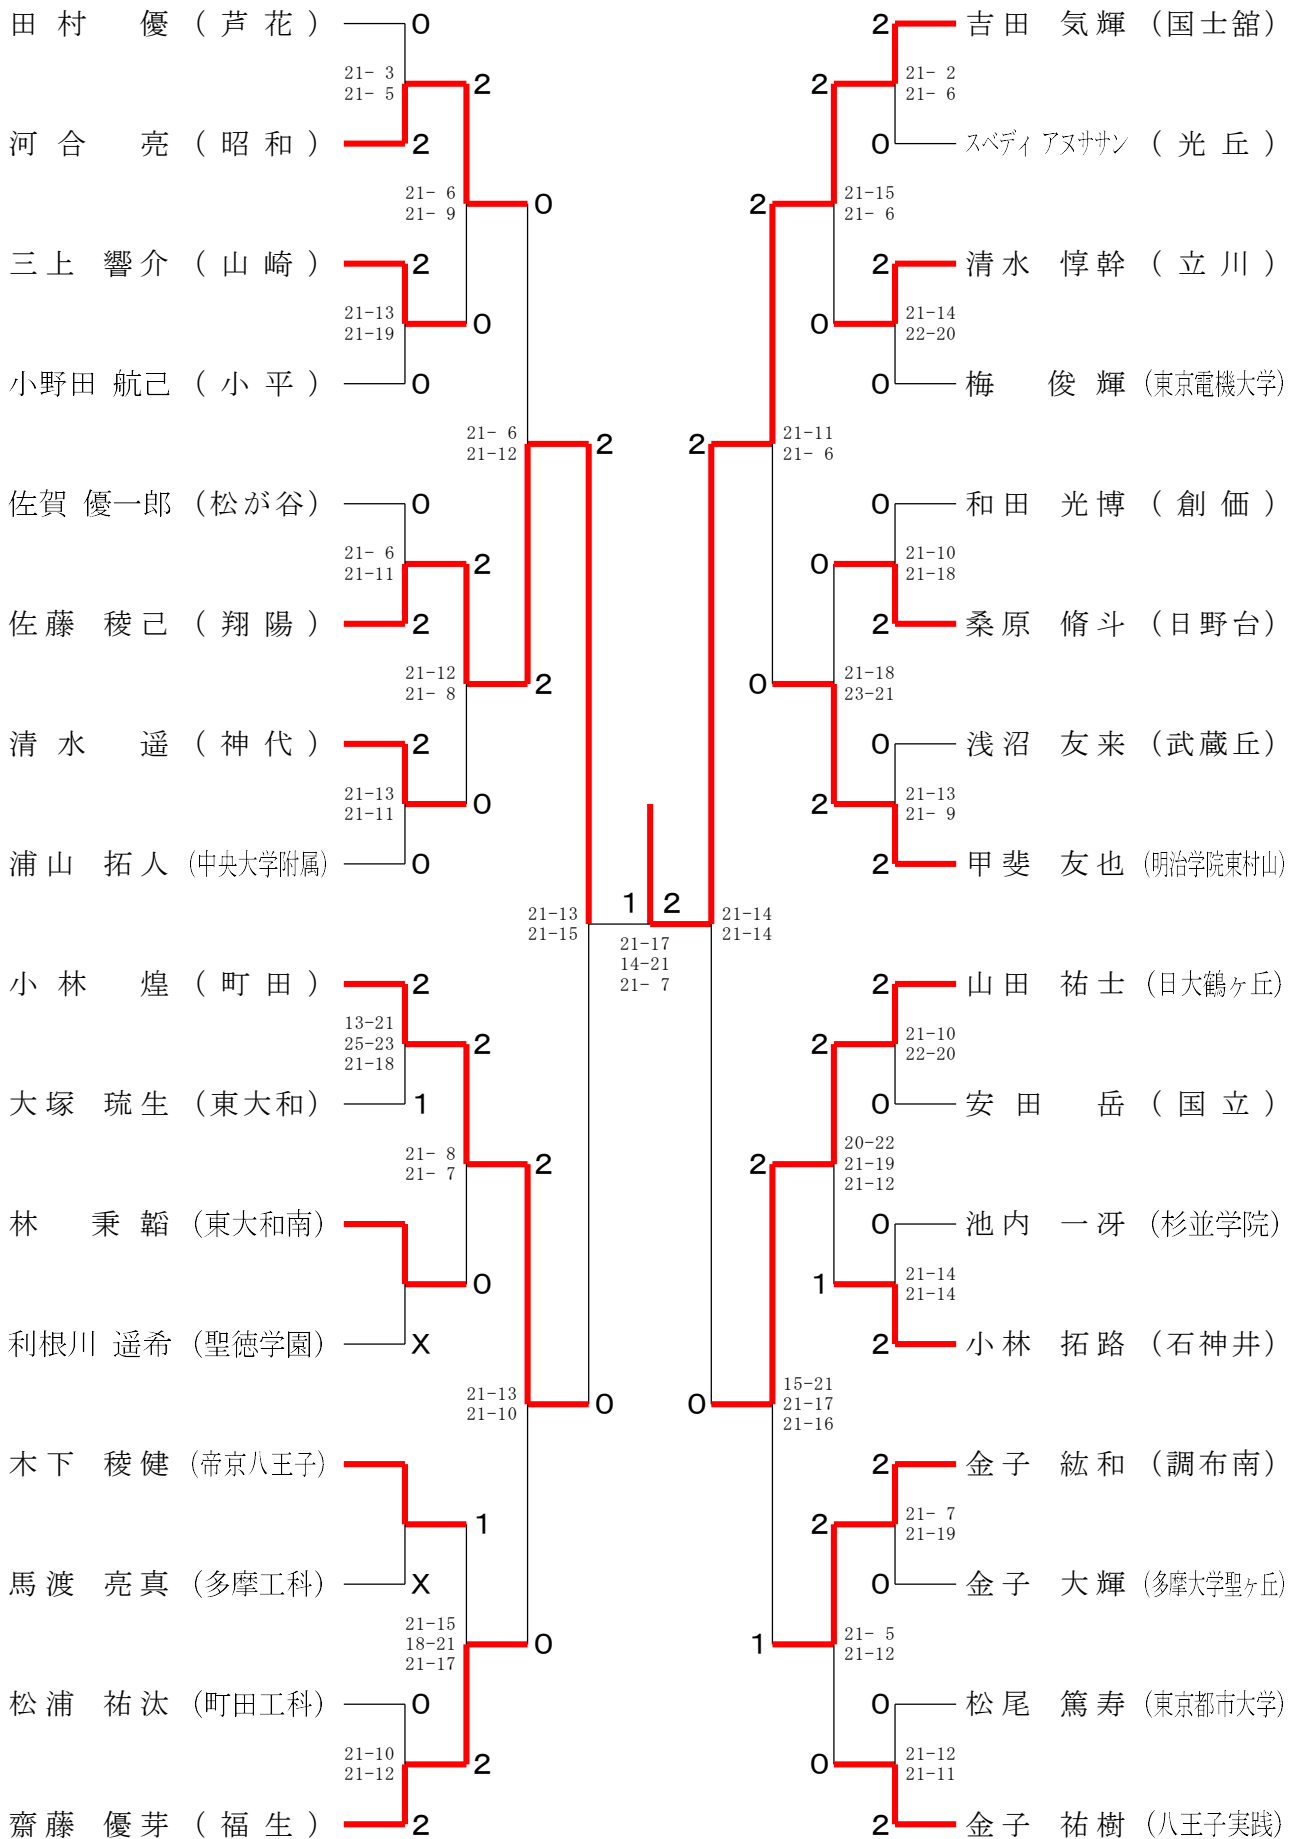 田村 優 (芦花) 0
21- 3
21- 5
2
河合 亮 (昭和) 2
21- 6
21- 9
0
三上 響介 (山崎) 2
21-13
21-19
0
小野田 航己 (小平) 0
21- 6
21-12
2
佐賀 優一郎 (松が谷) 0
21- 6
21-11
2
佐藤 稜己 (翔陽) 2
21-12
21- 8
2
清水 遥 (神代) 2
21-13
21-11
0
浦山 拓人 (中央大学附属) 0
21-13
21-15
1 2
21-17
14-21
21- 7
小林 煌 (町田) 2
13-21
25-23
21-18
2
大塚 琉生 (東大和) 1
21- 8
21- 7
2
林 秉韜 (東大和南)
0
利根川 遥希 (聖徳学園) X
21-13
21-10
0
木下 稜健 (帝京八王子)
1
馬渡 亮真 (多摩工科) X
21-15
18-21
21-17
0
松浦 祐汰 (町田工科) 0
21-10
21-12
2
齋藤 優芽 (福生) 2
2 吉田 気輝 (国士舘)
2
21- 2
21- 6
0 スベディ アヌササン (光丘)
2
21-15
21- 6
2 清水 惇幹 (立川)
0
21-14
22-20
0 梅 俊輝 (東京電機大学)
2
21-11
21- 6
0 和田 光博 (創価)
0
21-10
21-18
2 桑原 脩斗 (日野台)
0
21-18
23-21
0 浅沼 友来 (武蔵丘)
2
21-13
21- 9
2 甲斐 友也 (明治学院東村山)
21-14
21-14
2 山田 祐士 (日大鶴ヶ丘)
2
21-10
22-20
0 安田 岳 (国立)
2
20-22
21-19
21-12
0 池内 一冴 (杉並学院)
1
21-14
21-14
2 小林 拓路 (石神井)
0
15-21
21-17
21-16
2 金子 紘和 (調布南)
2
21- 7
21-19
0 金子 大輝 (多摩大学聖ヶ丘)
1
21- 5
21-12
0 松尾 篤寿 (東京都市大学)
0
21-12
21-11
2 金子 祐樹 (八王子実践)